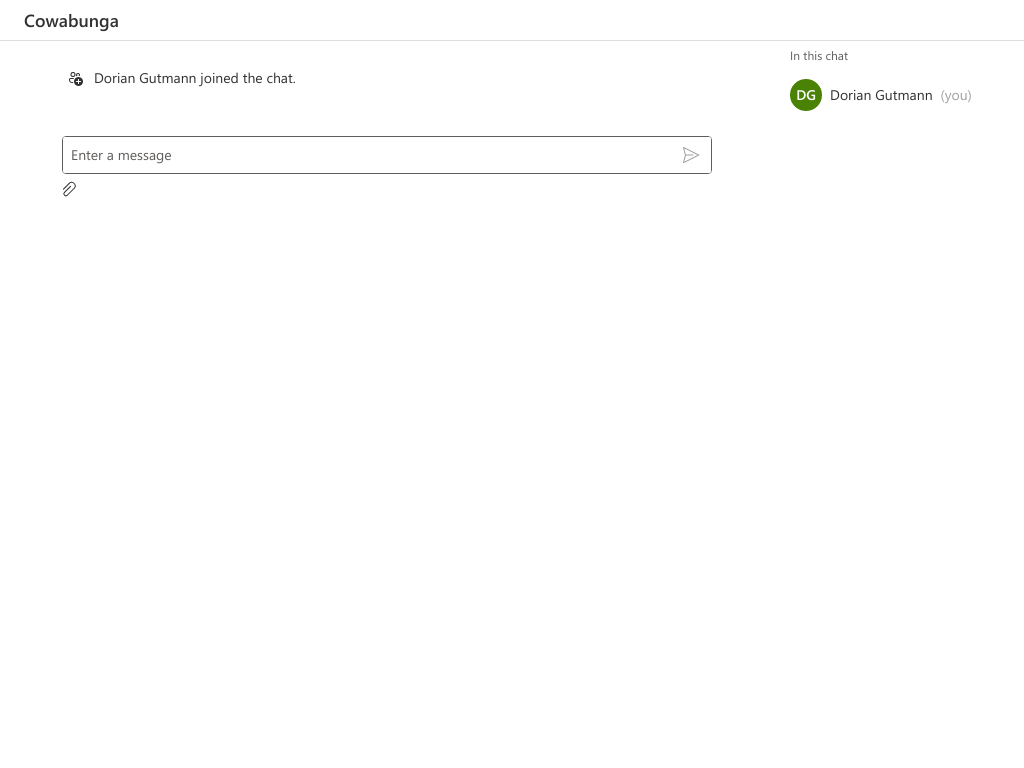 Cowabunga
In this chat
Dorian Gutmann joined the chat.
DG Dorian Gutmann (you)
Enter a message